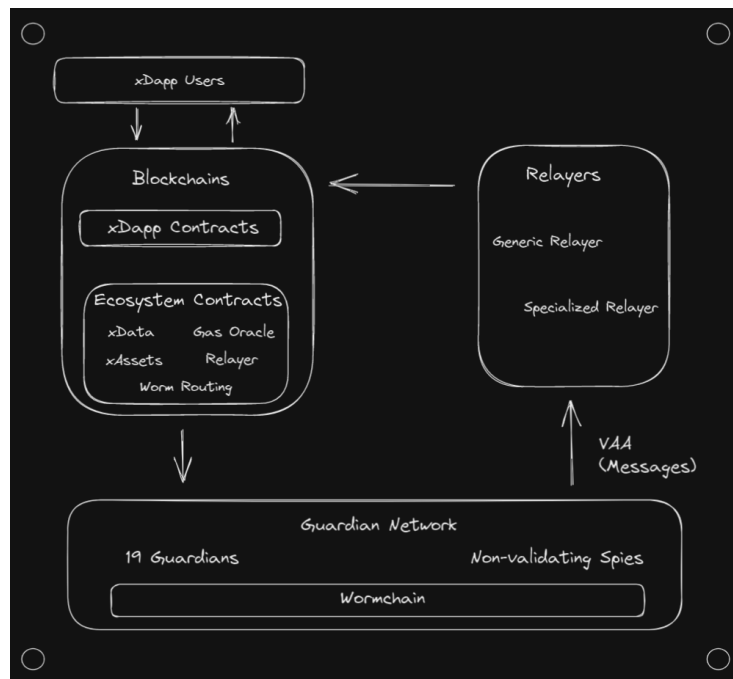 xDapp Users
Blockchains
xDapp Contracts
Ecosystem Contracts
xData Gas Oracle
xAssets Relayer
Worm Routing
Relayers
Generic Relayer
Specialized Relayer
VAA
(Messages)
Guardian Network
19 Guardians Non-validating Spies
Wormchain